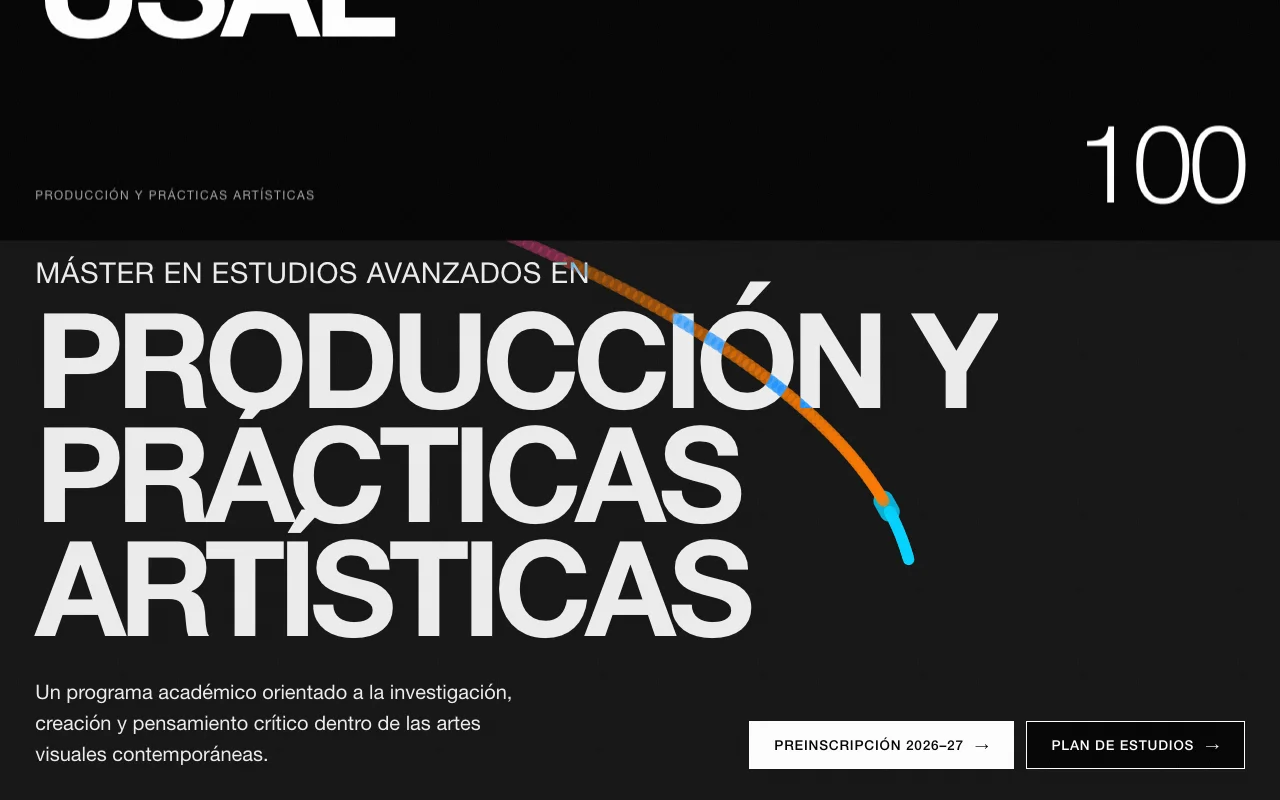 USAL
100
PRODUCCIÓN Y PRÁCTICAS ARTÍSTICAS
MÁSTER EN ESTUDIOS AVANZADOS EN
PRODUCCIÓN Y
PRÁCTICAS
ARTÍSTICAS
Un programa académico orientado a la investigación,
creación y pensamiento crítico dentro de las artes
visuales contemporáneas.
PREINSCRIPCIÓN 2026–27 →
PLAN DE ESTUDIOS →